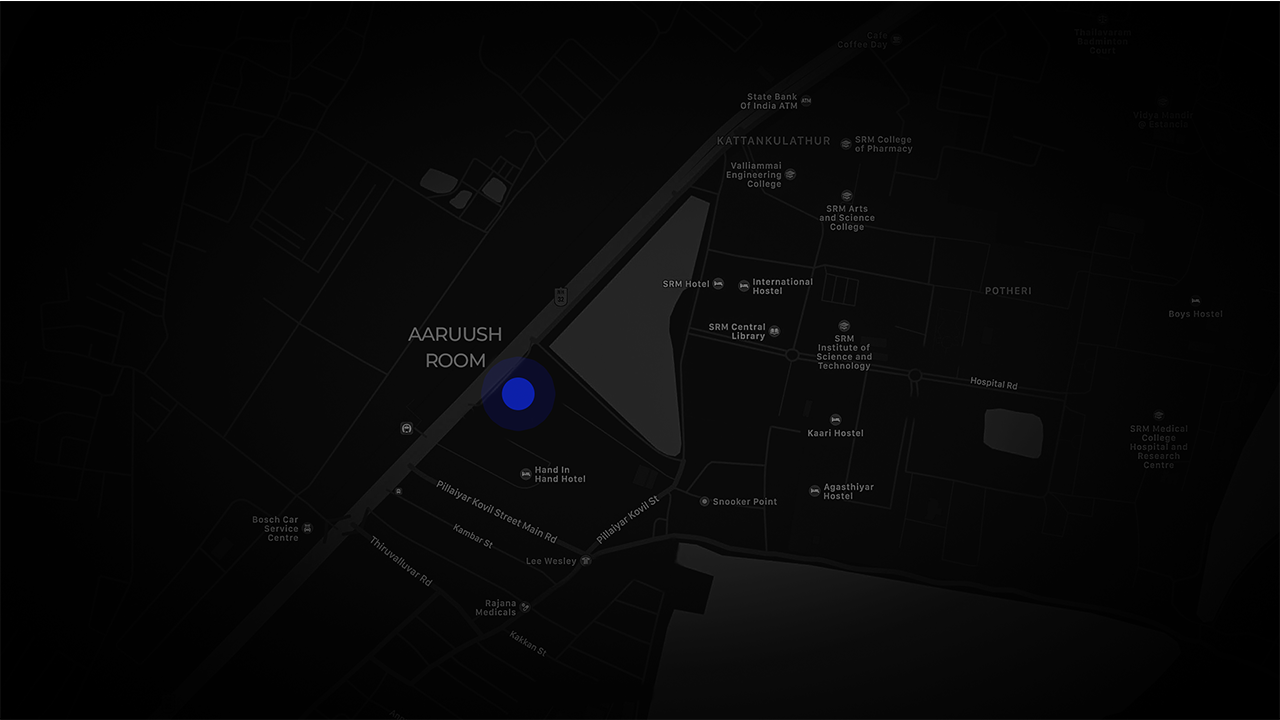 Cafe
Coffee Day
Thailavaram
Badminton
Court
State Bank
Of India ATM
ATM
Vidya Mandir
@ Estancia
KATTANKULATHUR
SRM College
of Pharmacy
Valliammai
Engineering
College
SRM Arts
and Science
College
SRM Hotel
International
Hostel
POTHERI
Boys Hostel
SRM Central
Library
SRM
Institute of
Science and
Technology
AARUUSH
ROOM
Hospital Rd
Kaari Hostel
SRM Medical
College
Hospital and
Research
Centre
Hand In
Hand Hotel
Agasthiyar
Hostel
Snooker Point
Pillaiyar Kovil Street Main Rd
Pillaiyar Kovil St
Bosch Car
Service
Centre
Kambar St
Thiruvalluvar Rd
Lee Wesley
Rajana
Medicals
Kakkan St